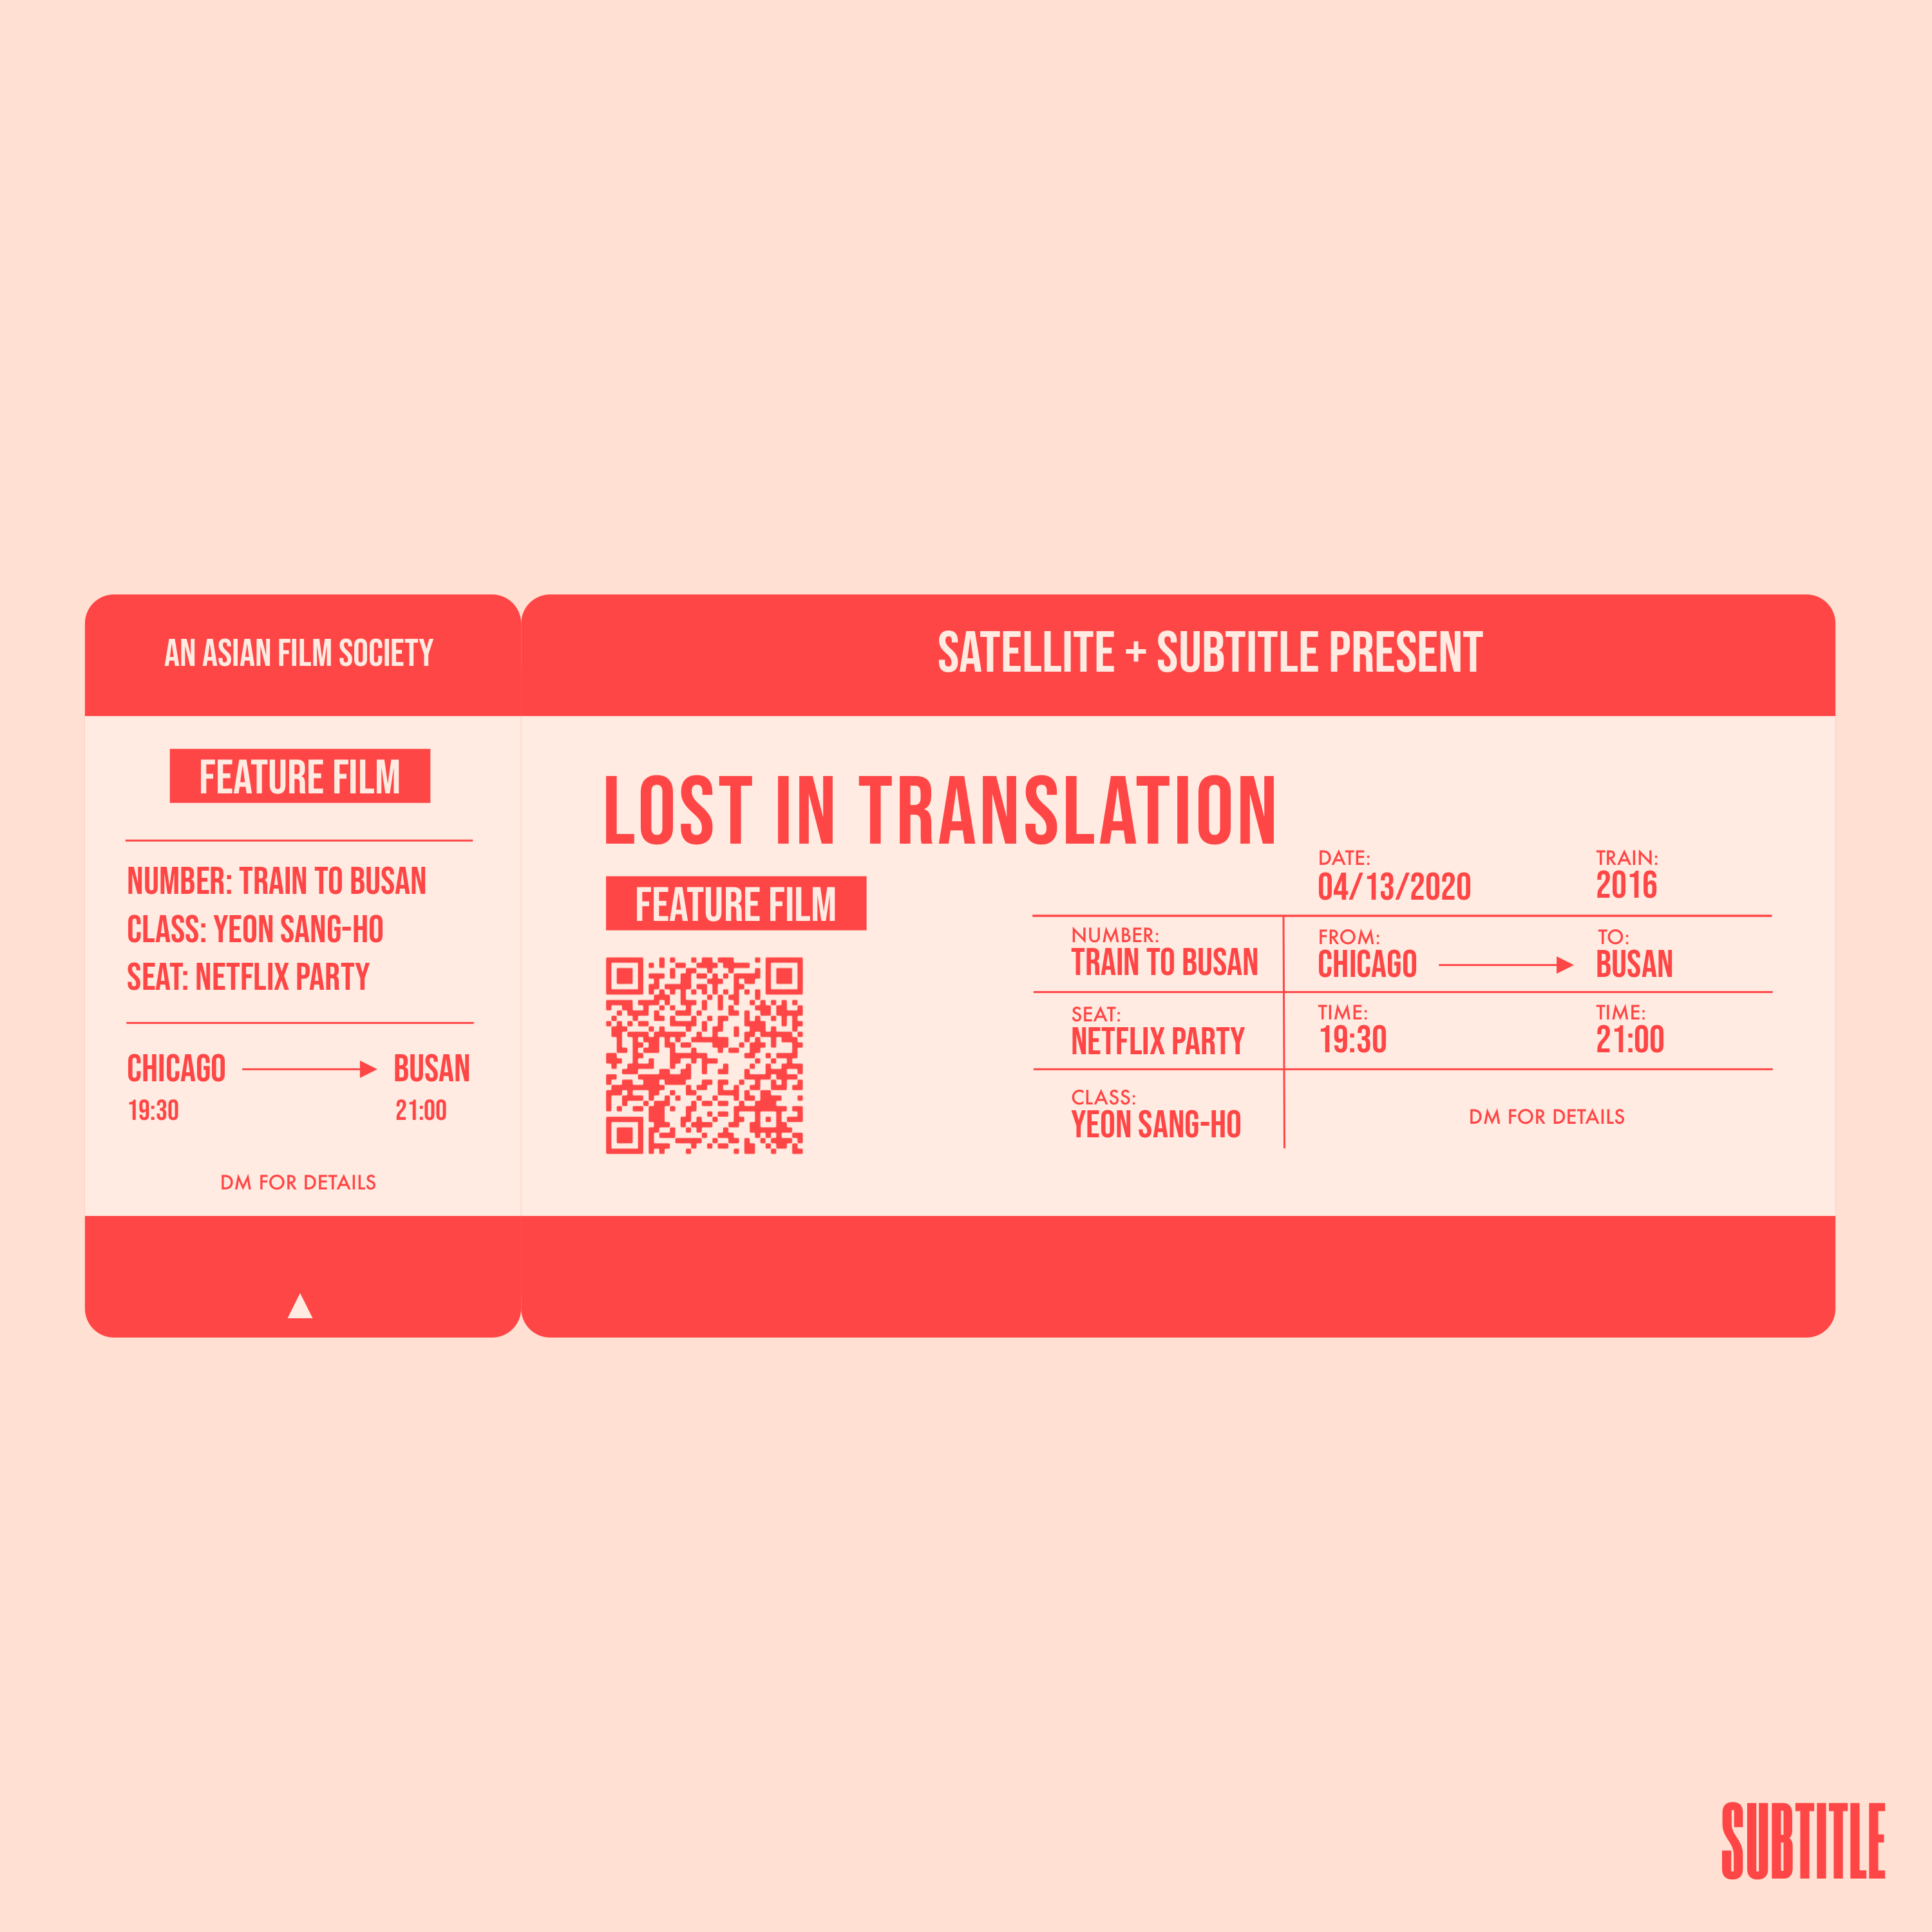 AN ASIAN FILM SOCIETY
FEATURE FILM
NUMBER: TRAIN TO BUSAN
CLASS: YEON SANG-HO
SEAT: NETFLIX PARTY
CHICAGO BUSAN
19:30 21:00
DM FOR DETAILS
SATELLITE + SUBTITLE PRESENT
LOST IN TRANSLATION
FEATURE FILM
DATE: TRAIN:
04/13/2020 2016
NUMBER: FROM: TO:
TRAIN TO BUSAN CHICAGO BUSAN
SEAT: TIME: TIME:
NETFLIX PARTY 19:30 21:00
CLASS:
YEON SANG-HO
DM FOR DETAILS
SUBTITLE